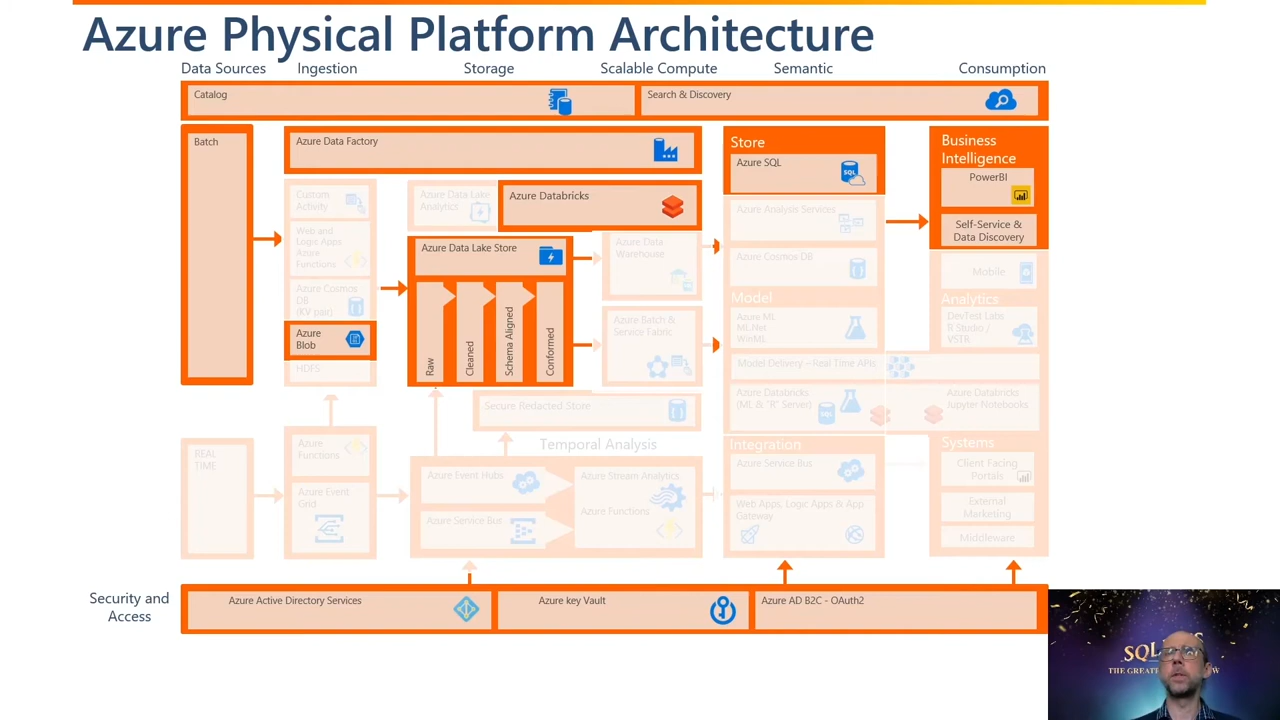 Azure Physical Platform Architecture
Data Sources
Ingestion
Storage
Scalable Compute
Semantic
Consumption
Catalog
Search & Discovery
Batch
Azure Data Factory
Custom
Activity
Web and
Logic Apps
Azure
Functions
Azure Cosmos
DB
(KV pair)
Azure
Blob
HDFS
Azure Data Lake
Analytics
Azure Databricks
Azure Data Lake Store
Raw
Cleaned
Schema Aligned
Conformed
Azure Data
Warehouse
Azure Batch &
Service Fabric
Secure Redacted Store
Store
Azure SQL
Azure Analysis Services
Azure Cosmos DB
Model
Azure ML
ML.Net
WinML
Model Delivery – Real Time APIs
Azure Databricks
(ML & "R" Server)
Business
Intelligence
PowerBI
Self-Service &
Data Discovery
Mobile
Analytics
DevTest Labs
R Studio /
VSTR.
Azure Databricks
Jupyter Notebooks
REAL
TIME
Azure
Functions
Azure Event
Grid
Temporal Analysis
Azure Event Hubs
Azure Service Bus
Azure Stream Analytics
Azure Functions
Integration
Azure Service Bus
Web Apps, Logic Apps & App
Gateway
Systems
Client Facing
Portals
External
Marketing
Middleware
Security and
Access
Azure Active Directory Services
Azure key Vault
Azure AD B2C - OAuth2